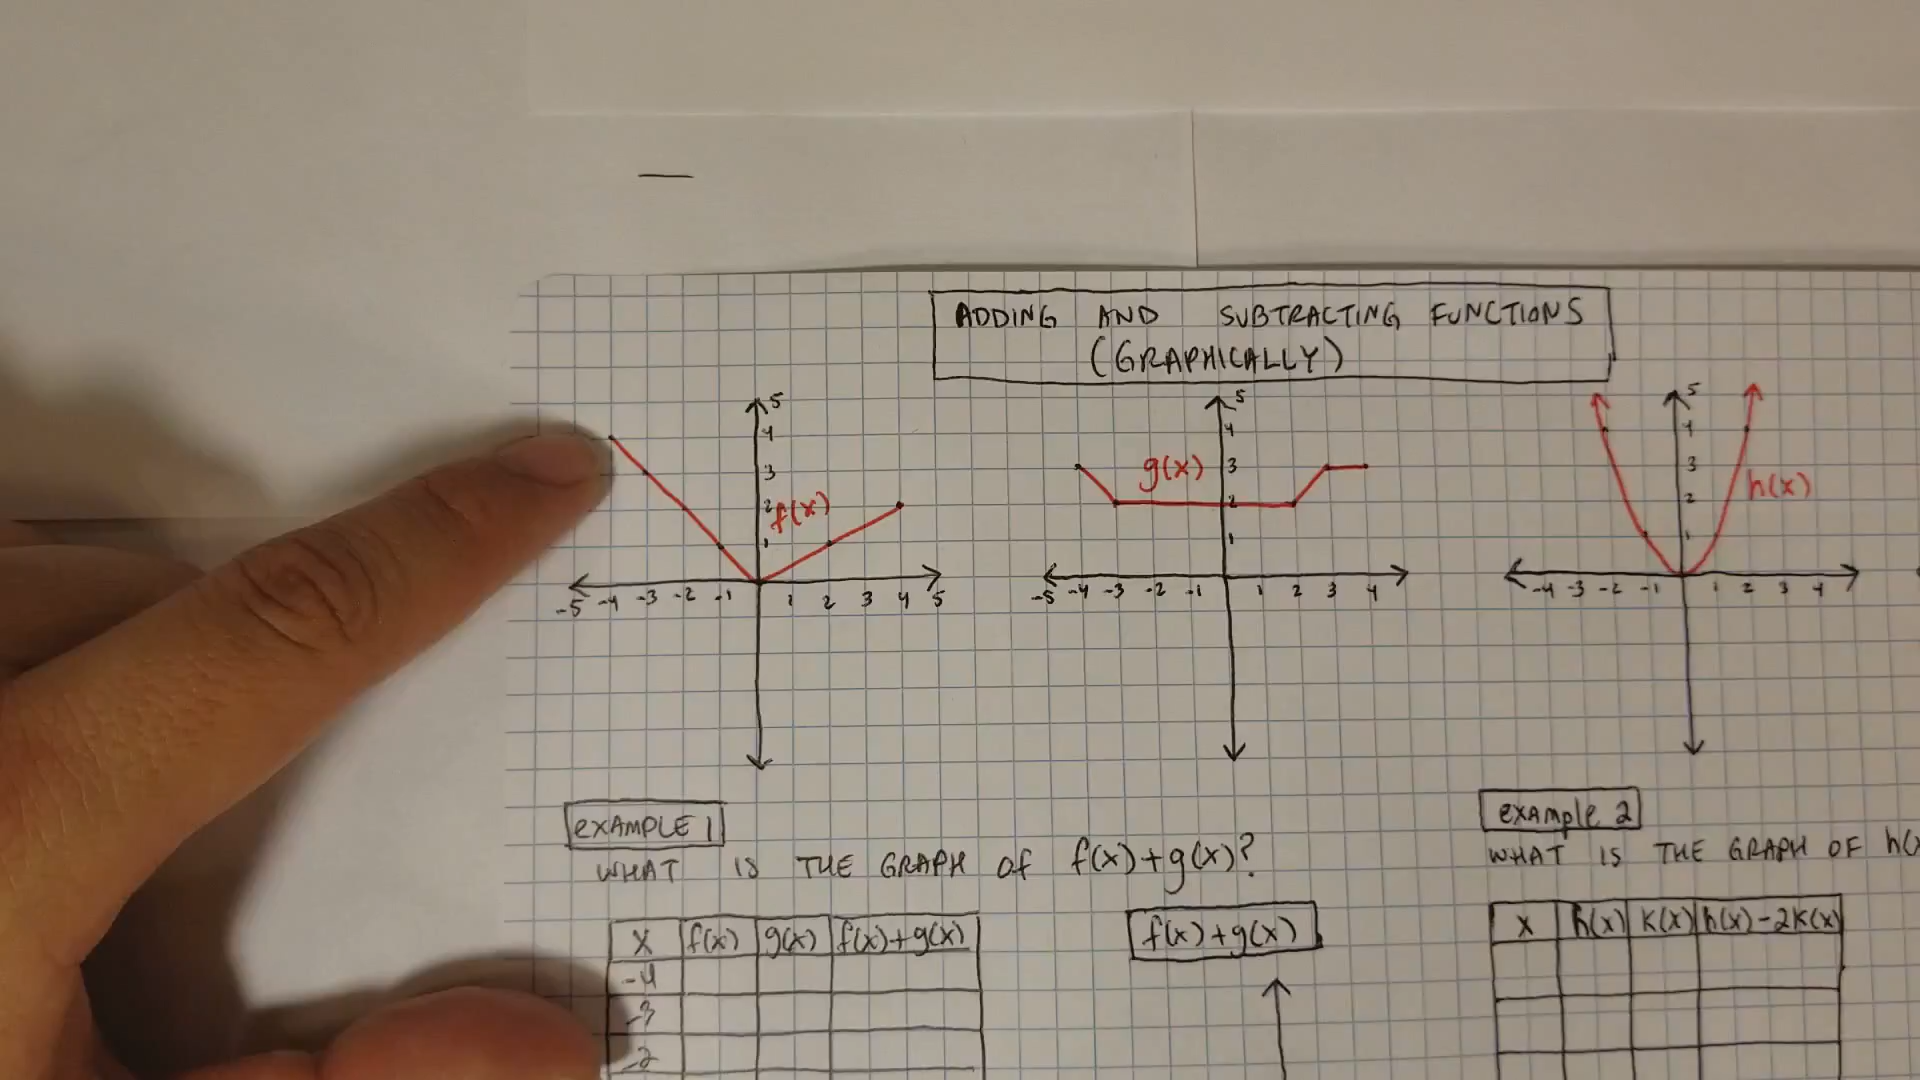 ADDING AND SUBTRACTING FUNCTIONS
(GRAPHICALLY)
5
4
3
2
1
f(x)
-5 -4 -3 -2 -1 1 2 3 4 5
5
4
3
2
1
g(x)
-5 -4 -3 -2 -1 1 2 3 4
5
4
3
2
1
h(x)
-4 -3 -2 -1 1 2 3 4
EXAMPLE 1
WHAT IS THE GRAPH OF f(x)+g(x)?
x f(x) g(x) f(x)+g(x)
-4
-3
-2
f(x)+g(x)
example 2
WHAT IS THE GRAPH OF
x h(x) k(x) h(x)-2k(x)